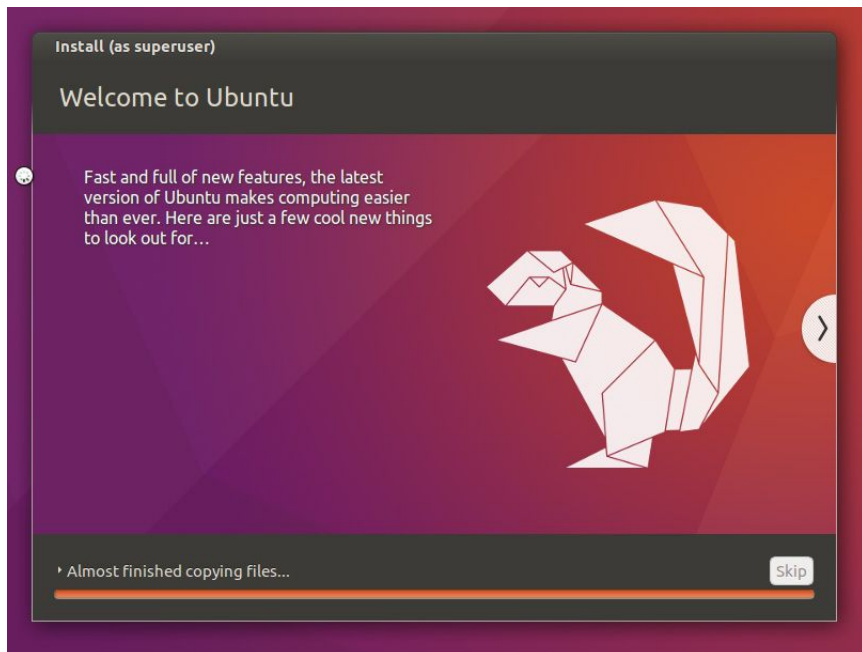 Install (as superuser)
Welcome to Ubuntu
Fast and full of new features, the latest
version of Ubuntu makes computing easier
than ever. Here are just a few cool new things
to look out for…
Almost finished copying files...
Skip